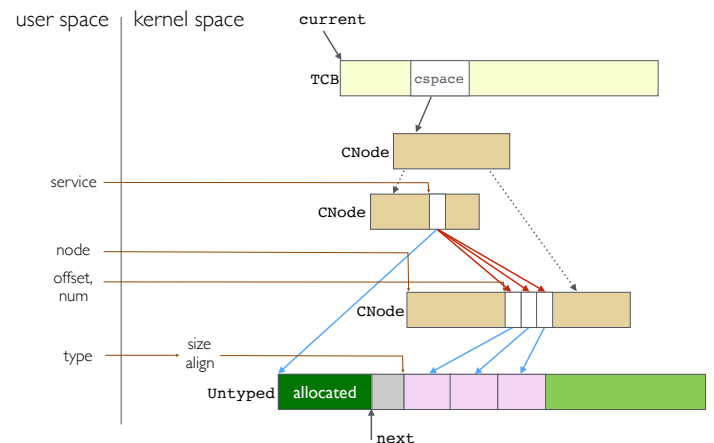 user space
kernel space
current
TCB
cspace
CNode
service
CNode
node
offset,
num
CNode
type
size
align
Untyped
allocated
next